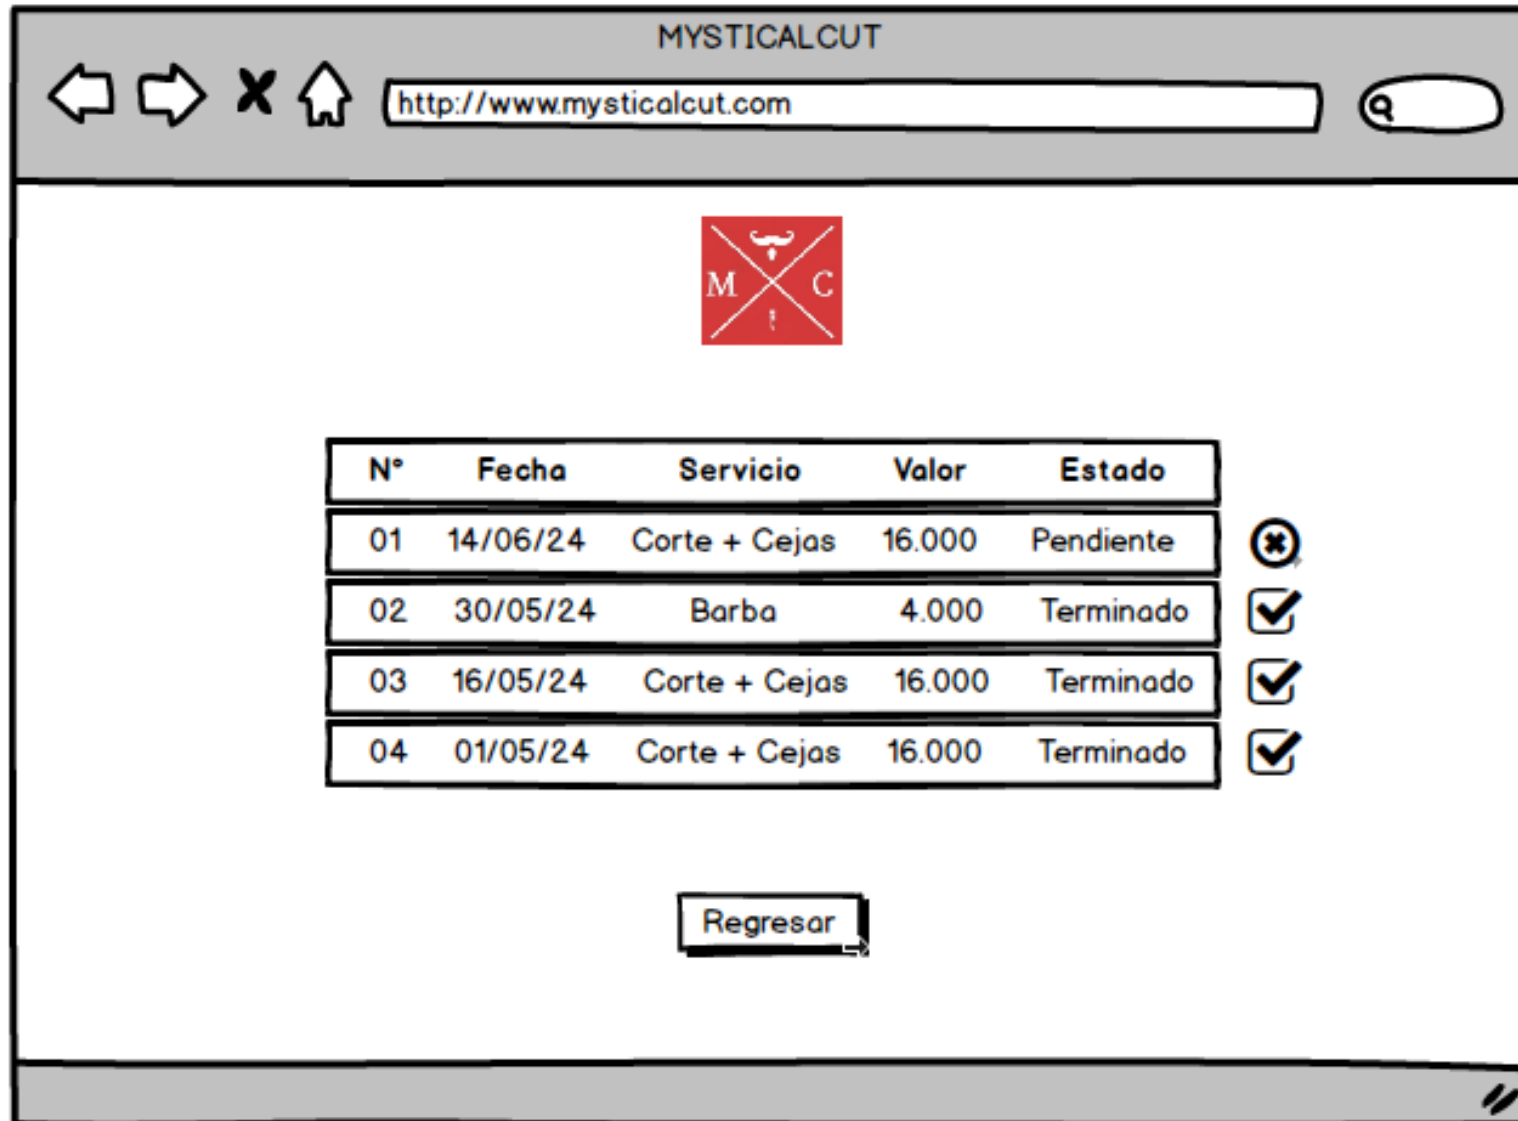 MYSTICALCUT
http://www.mysticalcut.com
M C
N° Fecha Servicio Valor Estado
01 14/06/24 Corte + Cejas 16.000 Pendiente
02 30/05/24 Barba 4.000 Terminado
03 16/05/24 Corte + Cejas 16.000 Terminado
04 01/05/24 Corte + Cejas 16.000 Terminado
Regresar